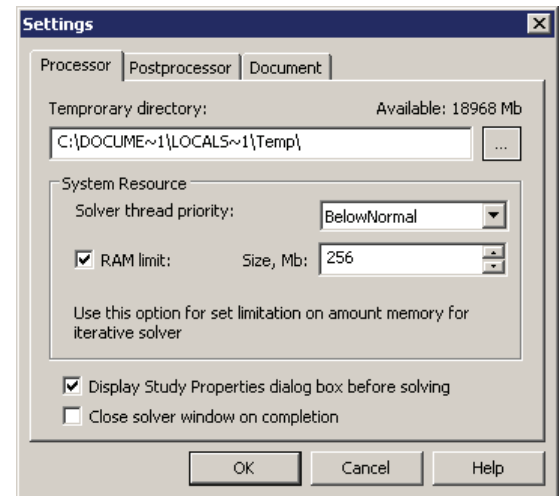 Settings
Processor Postprocessor Document
Temprorary directory: Available: 18968 Mb
C:\DOCUME~1\LOCALS~1\Temp\ ...
System Resource
Solver thread priority: BelowNormal
RAM limit: Size, Mb: 256
Use this option for set limitation on amount memory for
iterative solver
Display Study Properties dialog box before solving
Close solver window on completion
OK Cancel Help